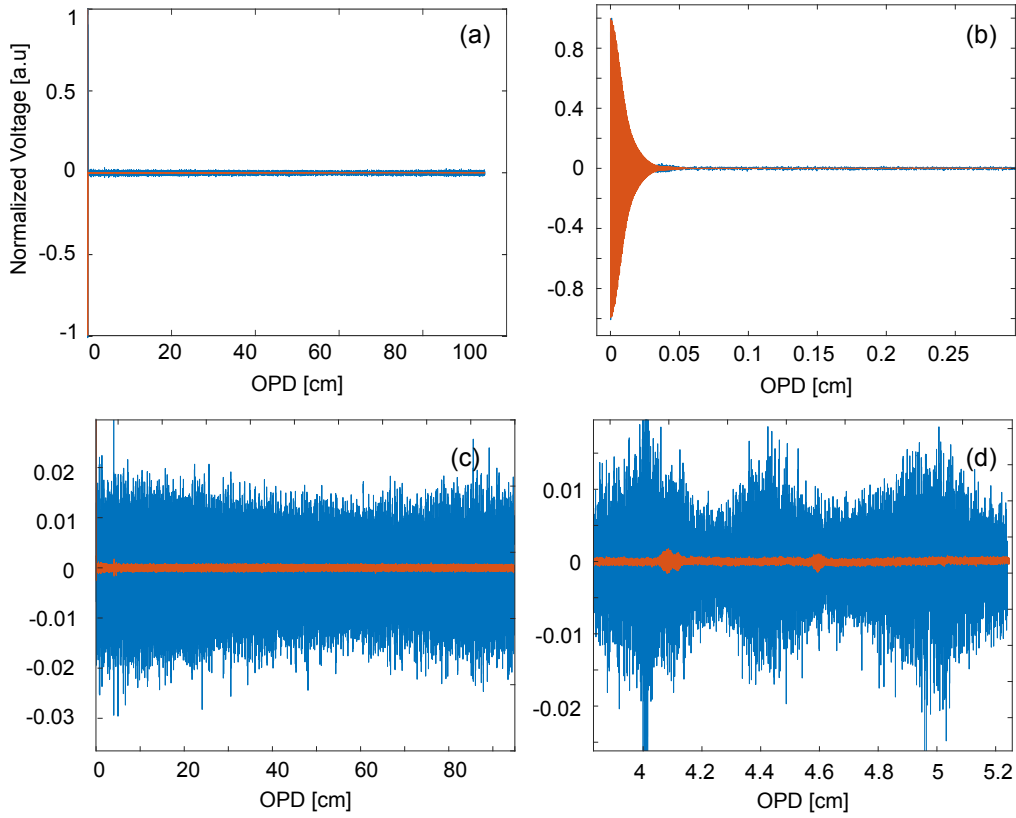 (a)
Normalized Voltage [a.u]
1
0.5
0
-0.5
-1
0 20 40 60 80 100
OPD [cm]
(b)
0.8
0.4
0
-0.4
-0.8
0 0.05 0.1 0.15 0.2 0.25
OPD [cm]
(c)
0.02
0.01
0
-0.01
-0.02
-0.03
0 20 40 60 80
OPD [cm]
(d)
0.01
0
-0.01
-0.02
4 4.2 4.4 4.6 4.8 5 5.2
OPD [cm]